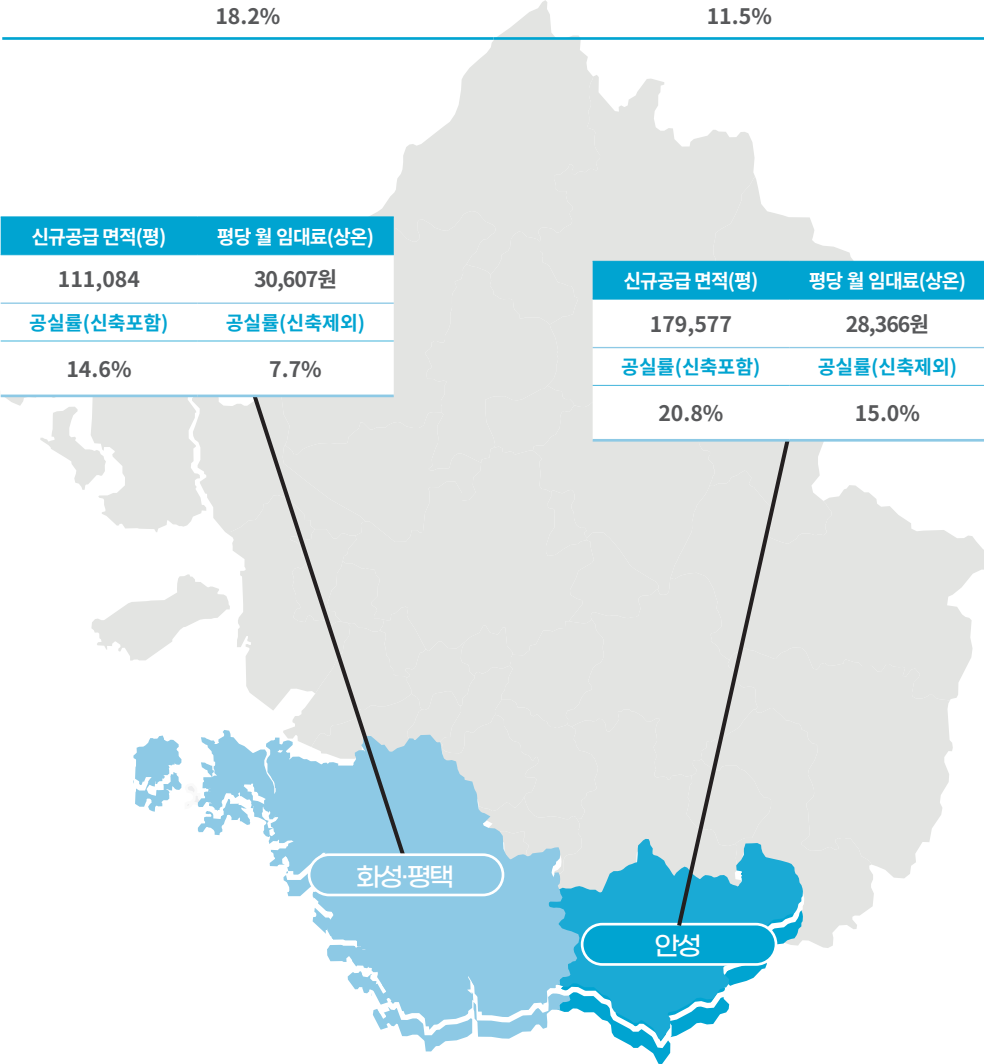 18.2% 11.5%
신규공급 면적(평) 평당 월 임대료(상온)
111,084 30,607원
공실률(신축포함) 공실률(신축제외)
14.6% 7.7%
신규공급 면적(평) 평당 월 임대료(상온)
179,577 28,366원
공실률(신축포함) 공실률(신축제외)
20.8% 15.0%
화성·평택
안성